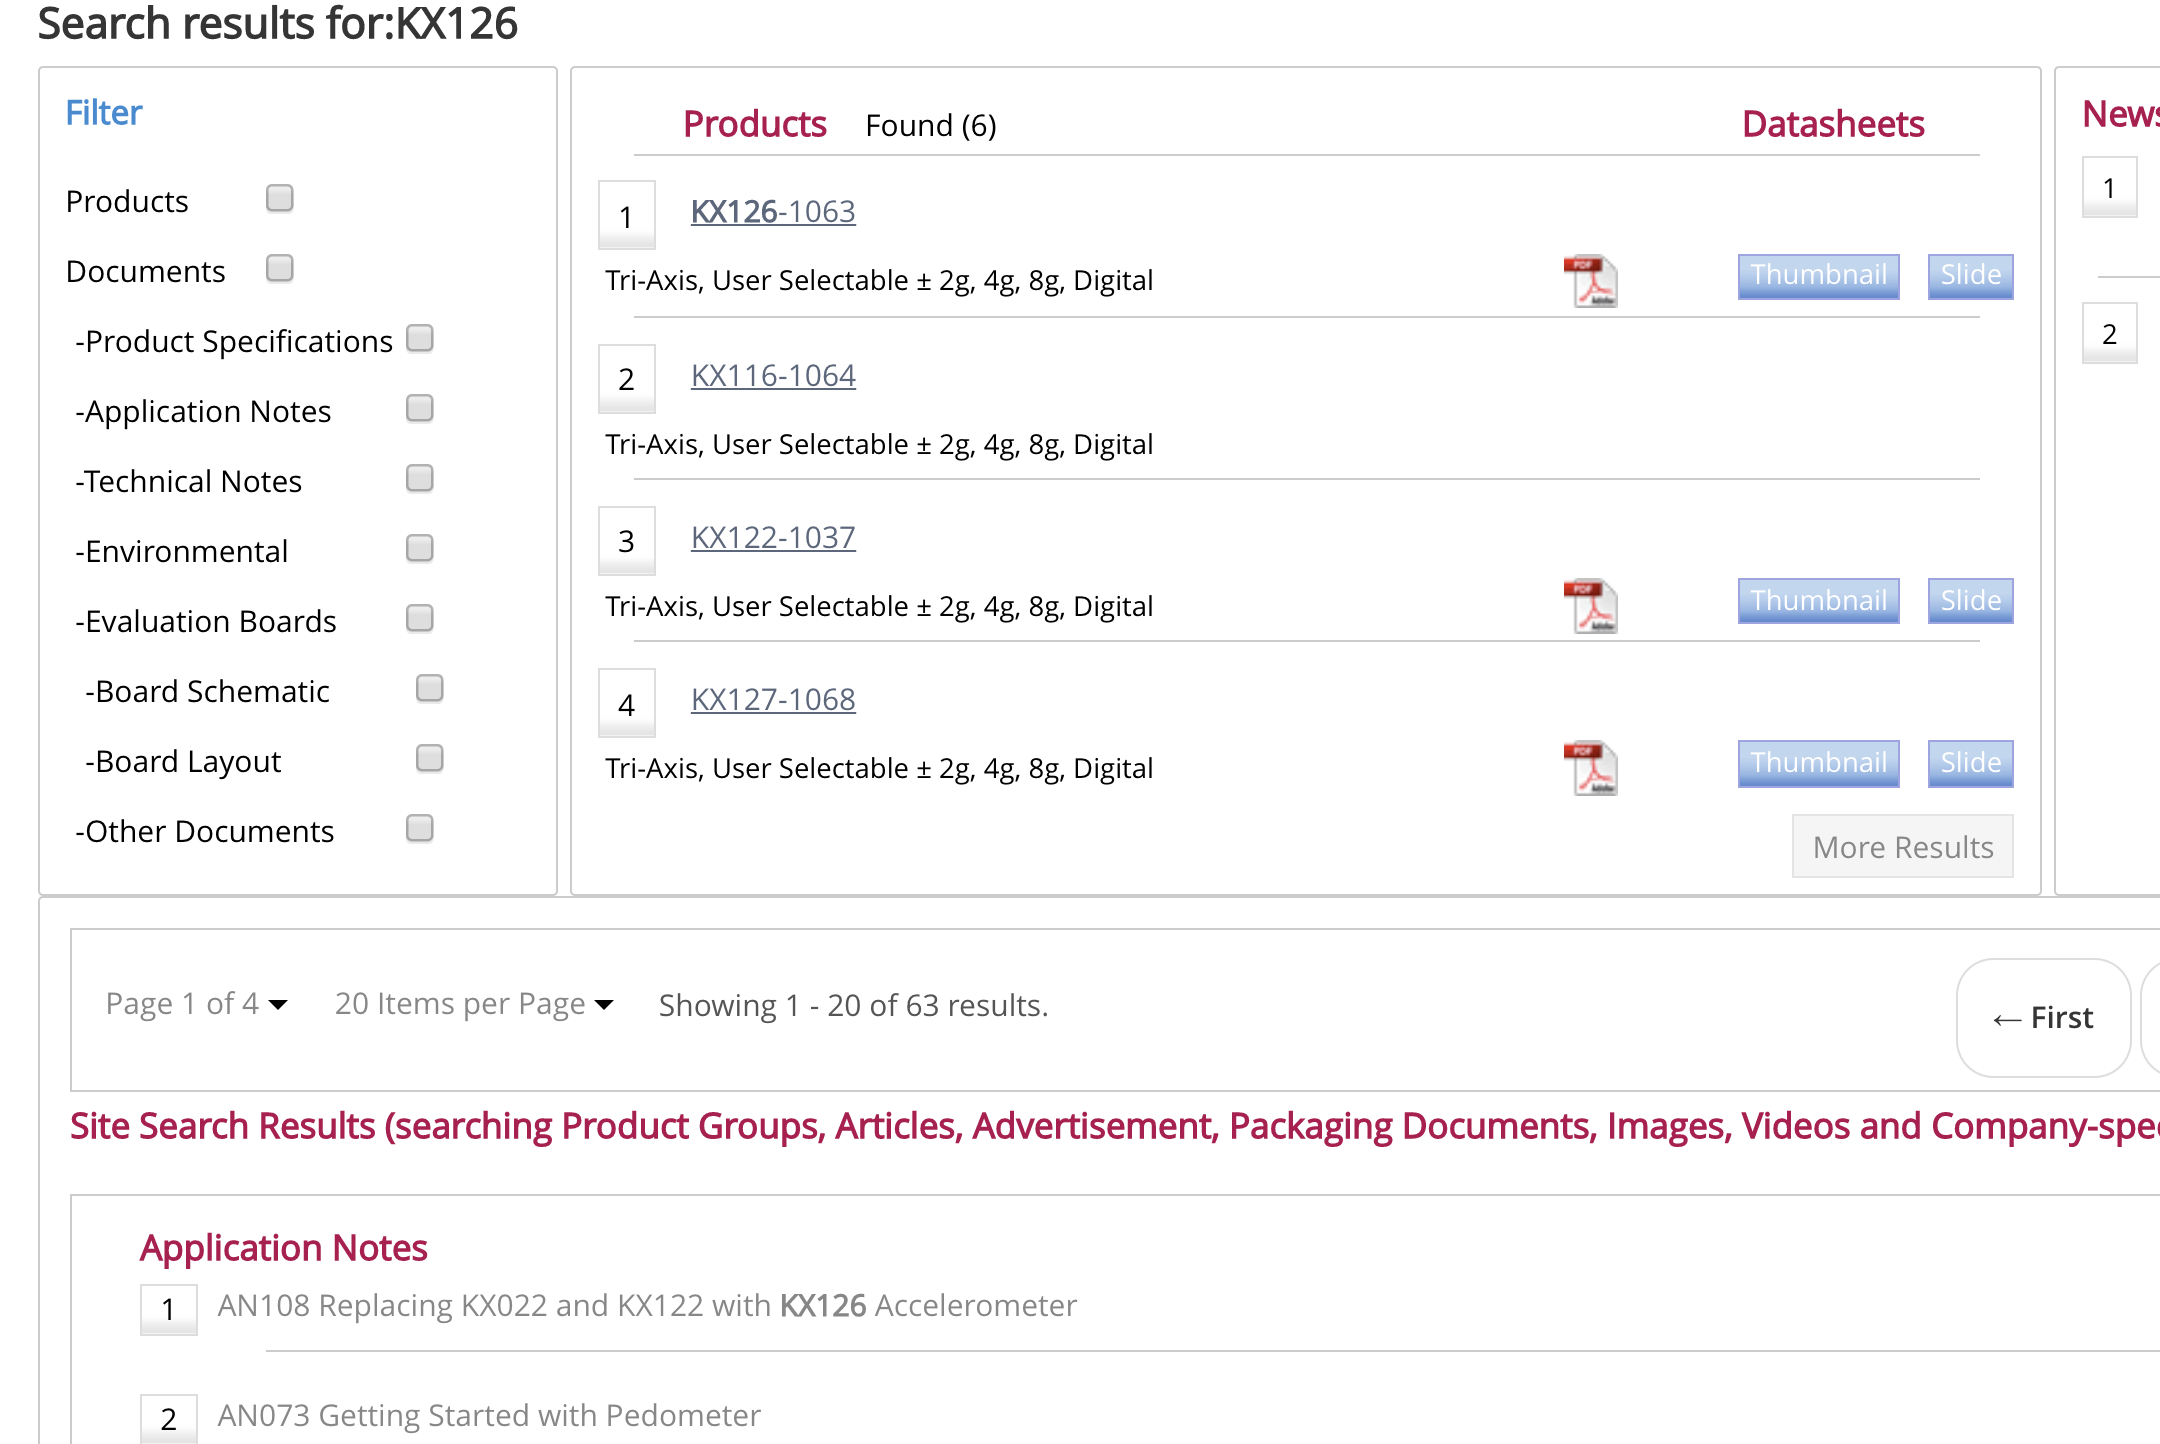 Search results for:KX126
Filter
Products
Documents
-Product Specifications
-Application Notes
-Technical Notes
-Environmental
-Evaluation Boards
-Board Schematic
-Board Layout
-Other Documents
Products Found (6) Datasheets
1 KX126-1063
Tri-Axis, User Selectable ± 2g, 4g, 8g, Digital PDF Adobe Thumbnail Slide
2 KX116-1064
Tri-Axis, User Selectable ± 2g, 4g, 8g, Digital
3 KX122-1037
Tri-Axis, User Selectable ± 2g, 4g, 8g, Digital PDF Adobe Thumbnail Slide
4 KX127-1068
Tri-Axis, User Selectable ± 2g, 4g, 8g, Digital PDF Adobe Thumbnail Slide
More Results
News
1
2
Page 1 of 4 20 Items per Page Showing 1 - 20 of 63 results. ← First
Site Search Results (searching Product Groups, Articles, Advertisement, Packaging Documents, Images, Videos and Company-spe
Application Notes
1 AN108 Replacing KX022 and KX122 with KX126 Accelerometer
2 AN073 Getting Started with Pedometer